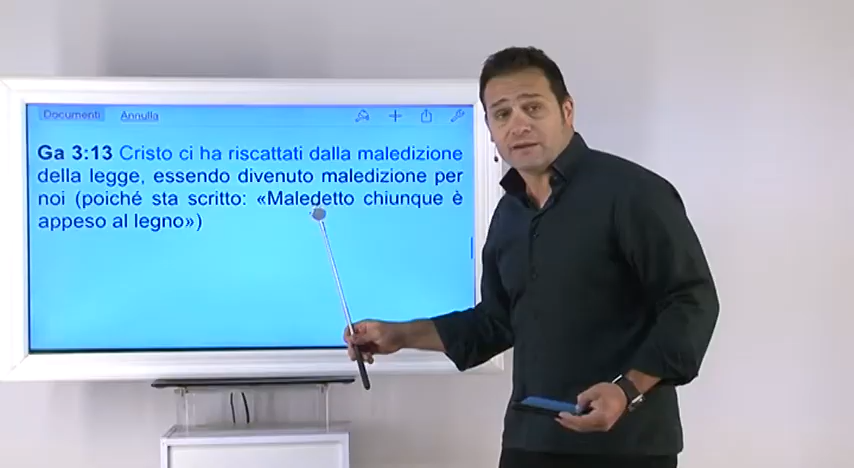 Documenti Annulla
Ga 3:13 Cristo ci ha riscattati dalla maledizione
della legge, essendo divenuto maledizione per
noi (poiché sta scritto: «Maledetto chiunque è
appeso al legno»)